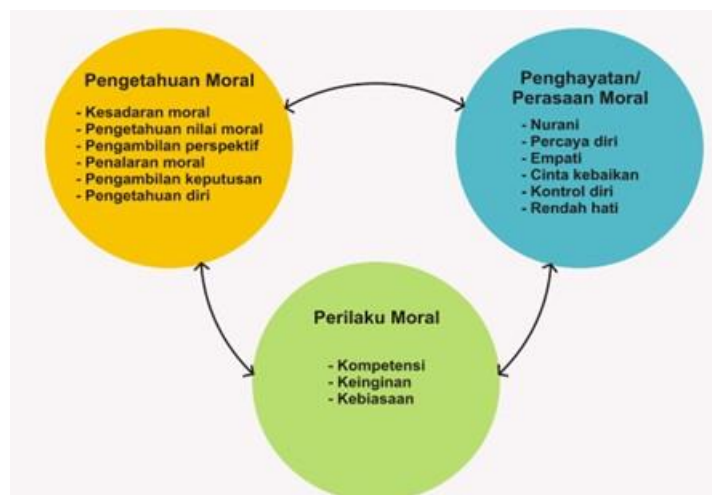 Pengetahuan Moral
- Kesadaran moral
- Pengetahuan nilai moral
- Pengambilan perspektif
- Penalaran moral
- Pengambilan keputusan
- Pengetahuan diri
Penghayatan/
Perasaan Moral
- Nurani
- Percaya diri
- Empati
- Cinta kebaikan
- Kontrol diri
- Rendah hati
Perilaku Moral
- Kompetensi
- Keinginan
- Kebiasaan